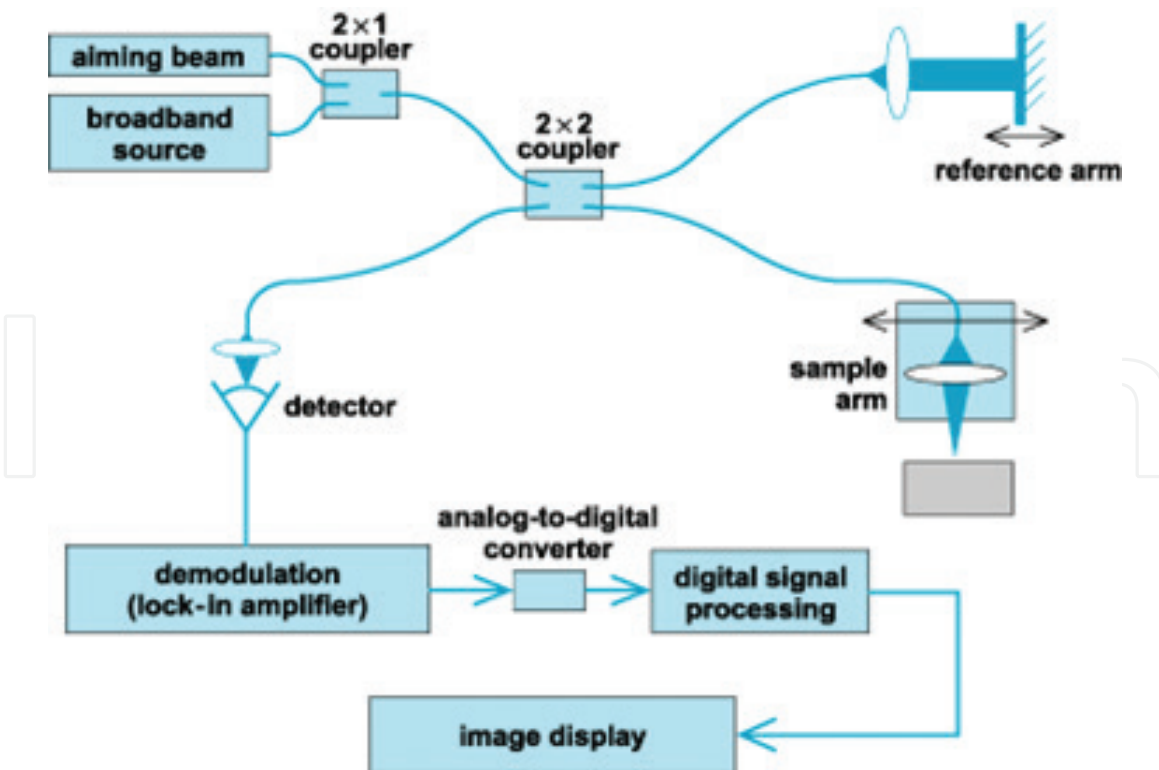 2×1
coupler
aiming beam
broadband
source
2×2
coupler
reference arm
sample
arm
detector
analog-to-digital
converter
demodulation
(lock-in amplifier)
digital signal
processing
image display